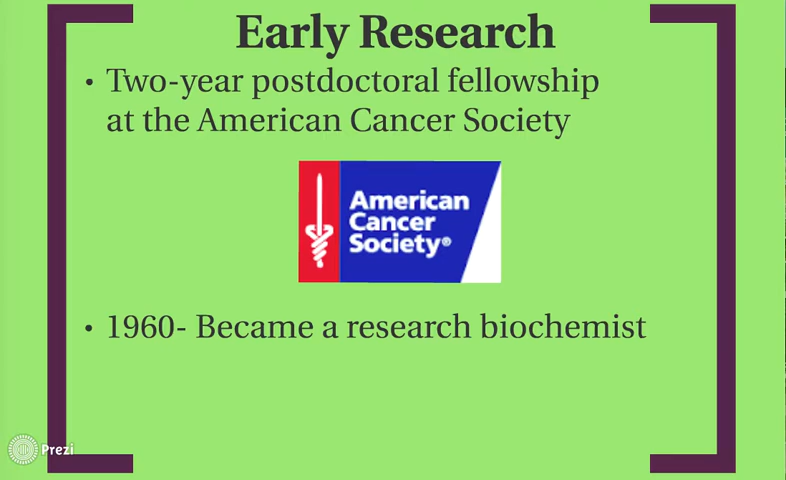 Early Research
• Two-year postdoctoral fellowship
at the American Cancer Society
American
Cancer
Society®
• 1960- Became a research biochemist
Prezi